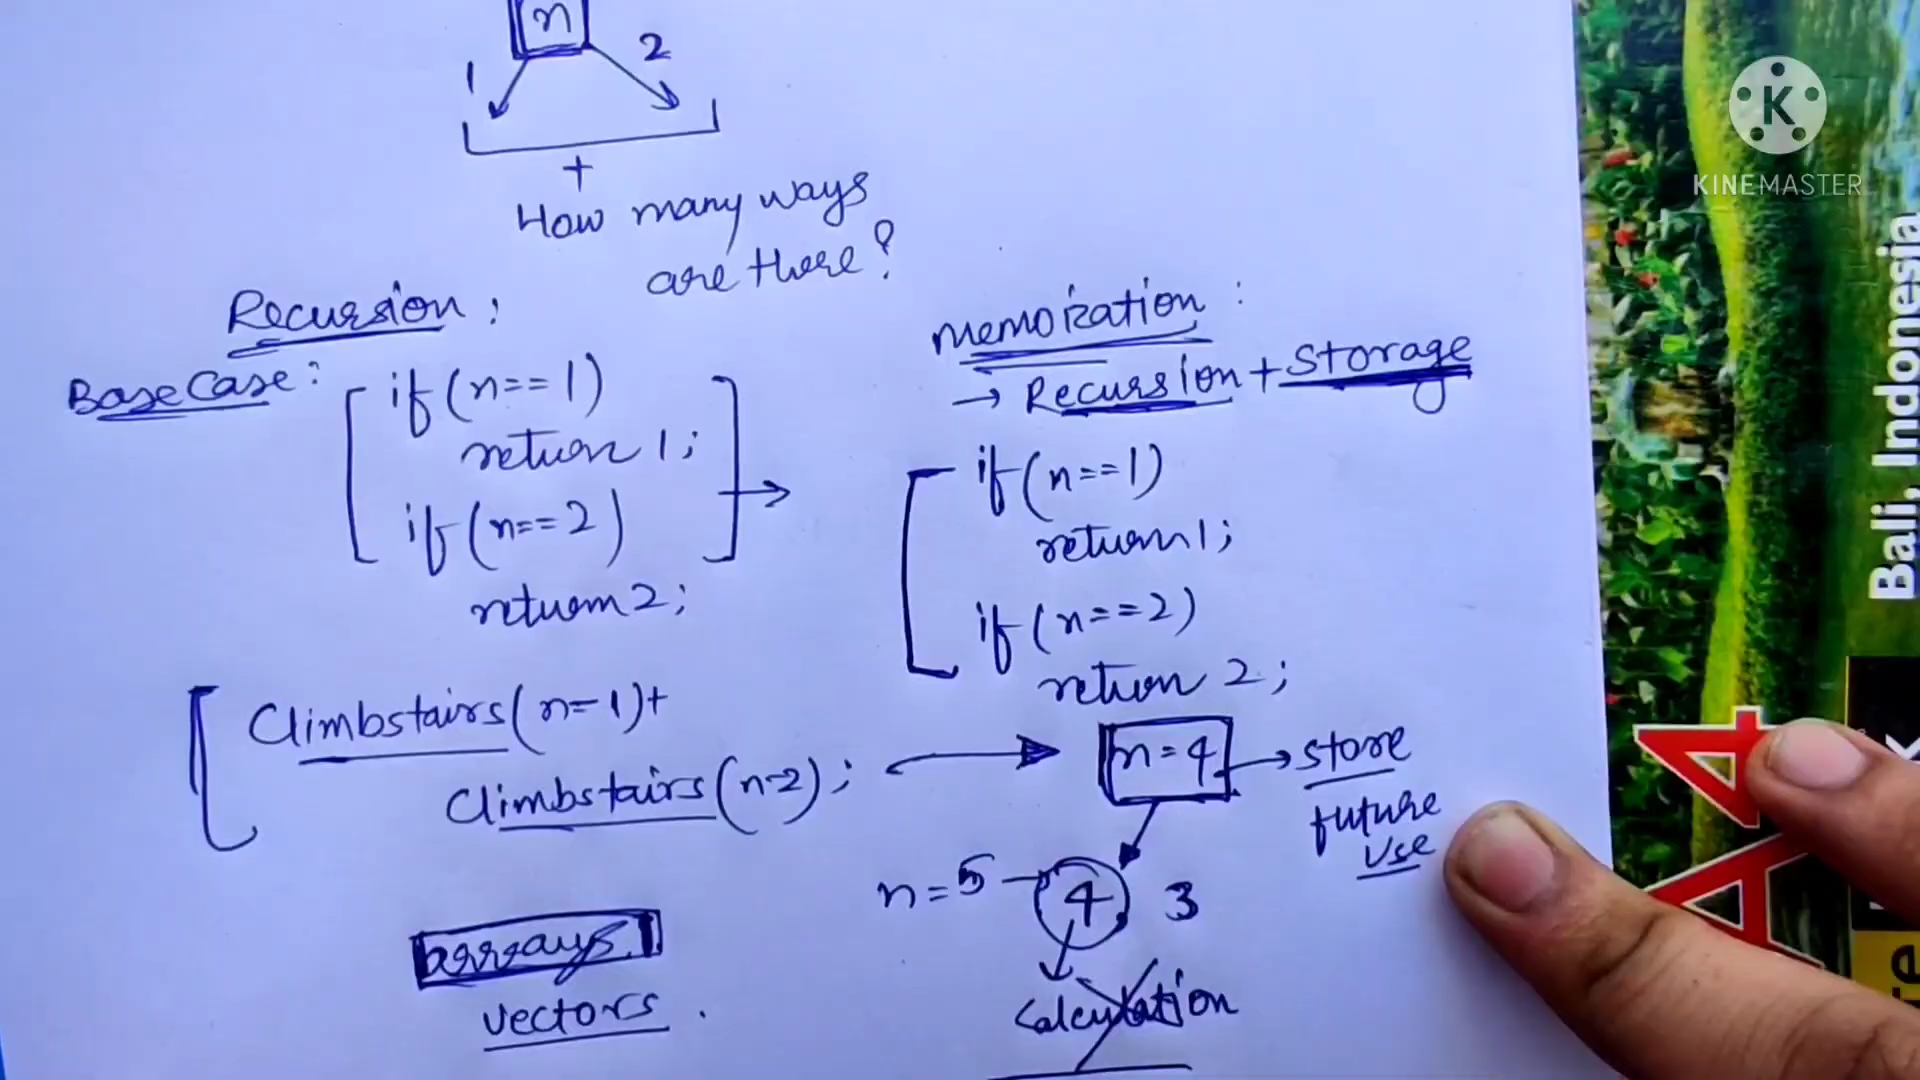 n
1
2
+
How many ways
are there?
Recursion:
Base Case:
if (n==1)
return 1;
if (n==2)
return 2;
Climbstairs(n-1)+
Climbstairs(n-2);
arrays
vectors.
memoization:
→ Recursion + Storage
if (n==1)
return 1;
if (n==2)
return 2;
n=4 → store
future
use
n=5 4 3
Calculation
KINEMASTER
Bali, Indonesia
A4